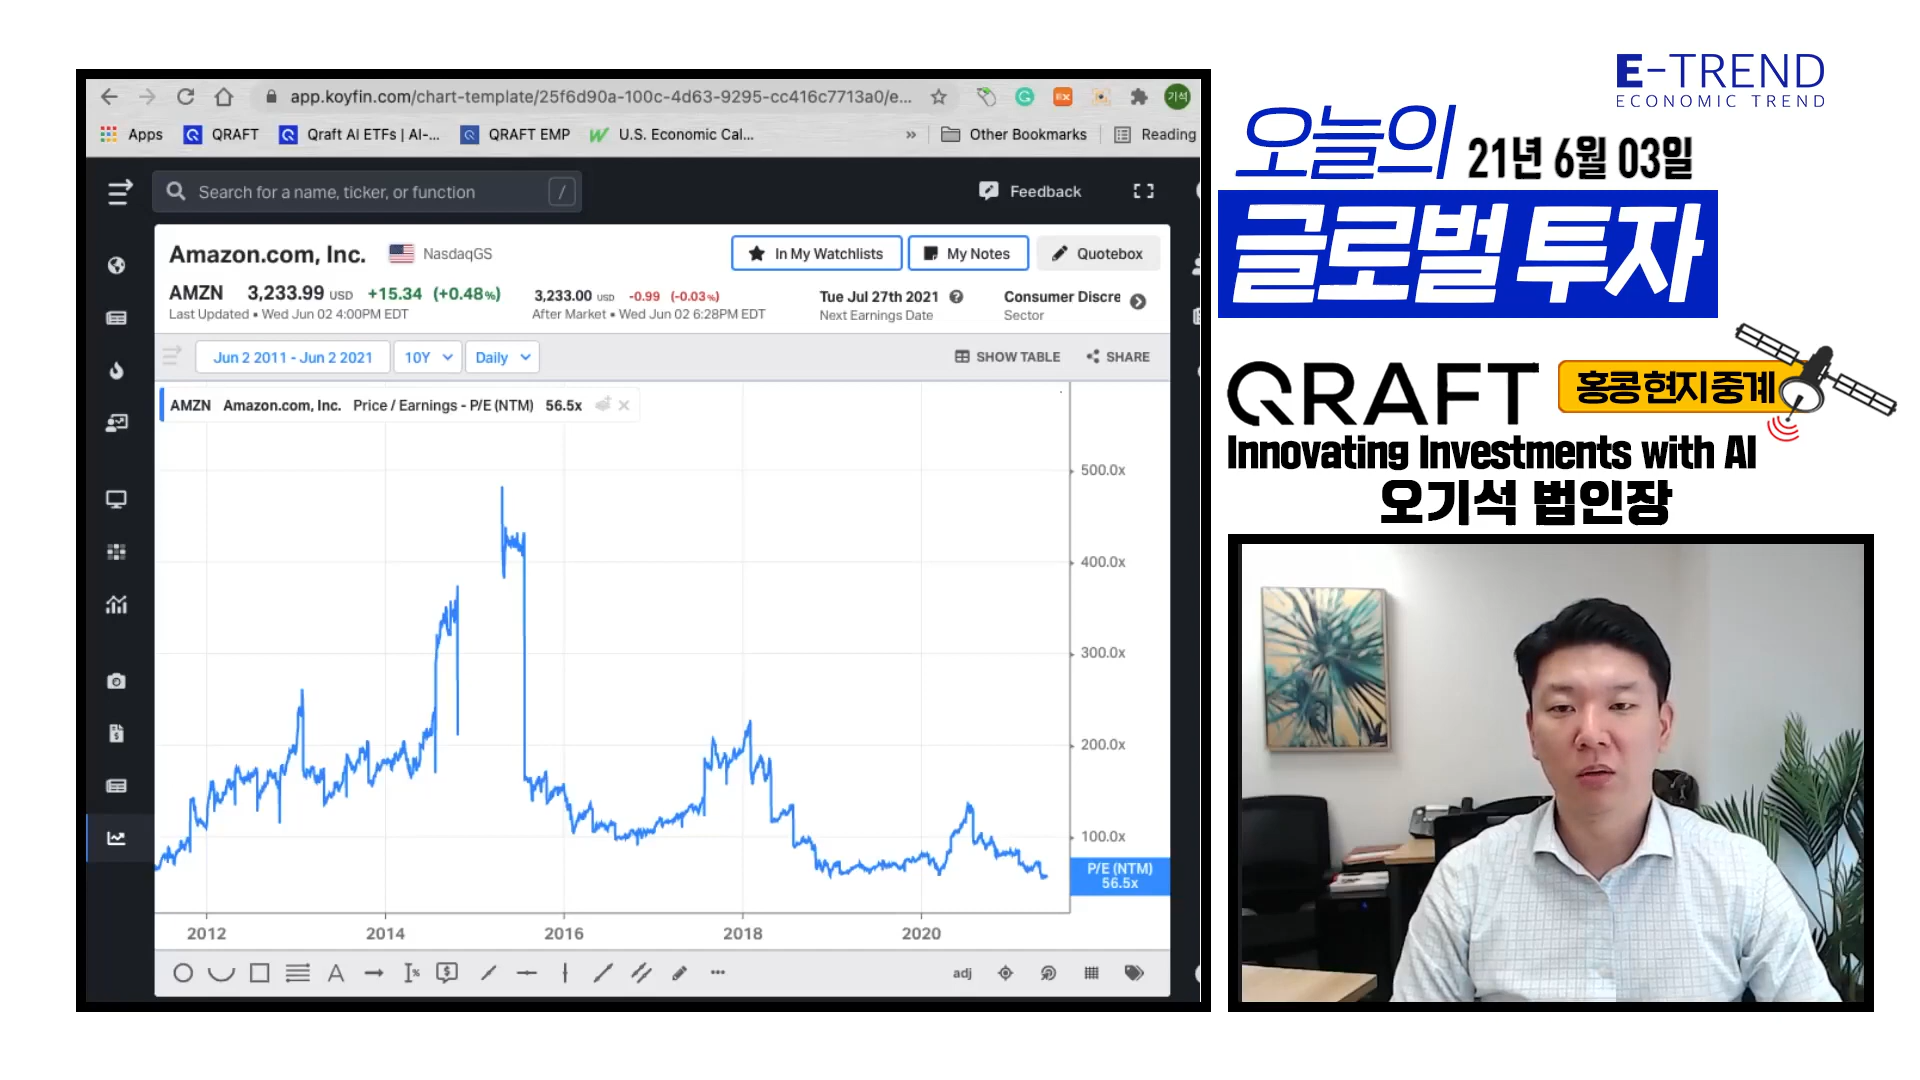 app.koyfin.com/chart-template/25f6d90a-100c-4d63-9295-cc416c7713a0/e...
기석
Apps QRAFT Qraft AI ETFs | AI-... QRAFT EMP U.S. Economic Cal... » Other Bookmarks Reading
Search for a name, ticker, or function /
Feedback
Amazon.com, Inc. NasdaqGS
In My Watchlists My Notes Quotebox
AMZN 3,233.99 USD +15.34 (+0.48%)
Last Updated • Wed Jun 02 4:00PM EDT
3,233.00 USD -0.99 (-0.03%)
After Market • Wed Jun 02 6:28PM EDT
Tue Jul 27th 2021
Next Earnings Date
Consumer Discre
Sector
Jun 2 2011 - Jun 2 2021 10Y Daily SHOW TABLE SHARE
AMZN Amazon.com, Inc. Price / Earnings - P/E (NTM) 56.5x
500.0x
400.0x
300.0x
200.0x
100.0x
P/E (NTM)
56.5x
2012 2014 2016 2018 2020
adj
E-TREND
ECONOMIC TREND
오늘의 21년 6월 03일
글로벌 투자
QRAFT 홍콩 현지 중계
Innovating Investments with AI
오기석 법인장